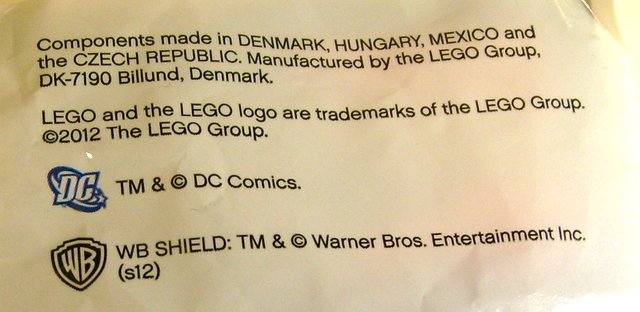 Components made in DENMARK, HUNGARY, MEXICO and
the CZECH REPUBLIC. Manufactured by the LEGO Group,
DK-7190 Billund, Denmark.
LEGO and the LEGO logo are trademarks of the LEGO Group.
©2012 The LEGO Group.
DC TM & © DC Comics.
WB WB SHIELD: TM & © Warner Bros. Entertainment Inc.
(s12)